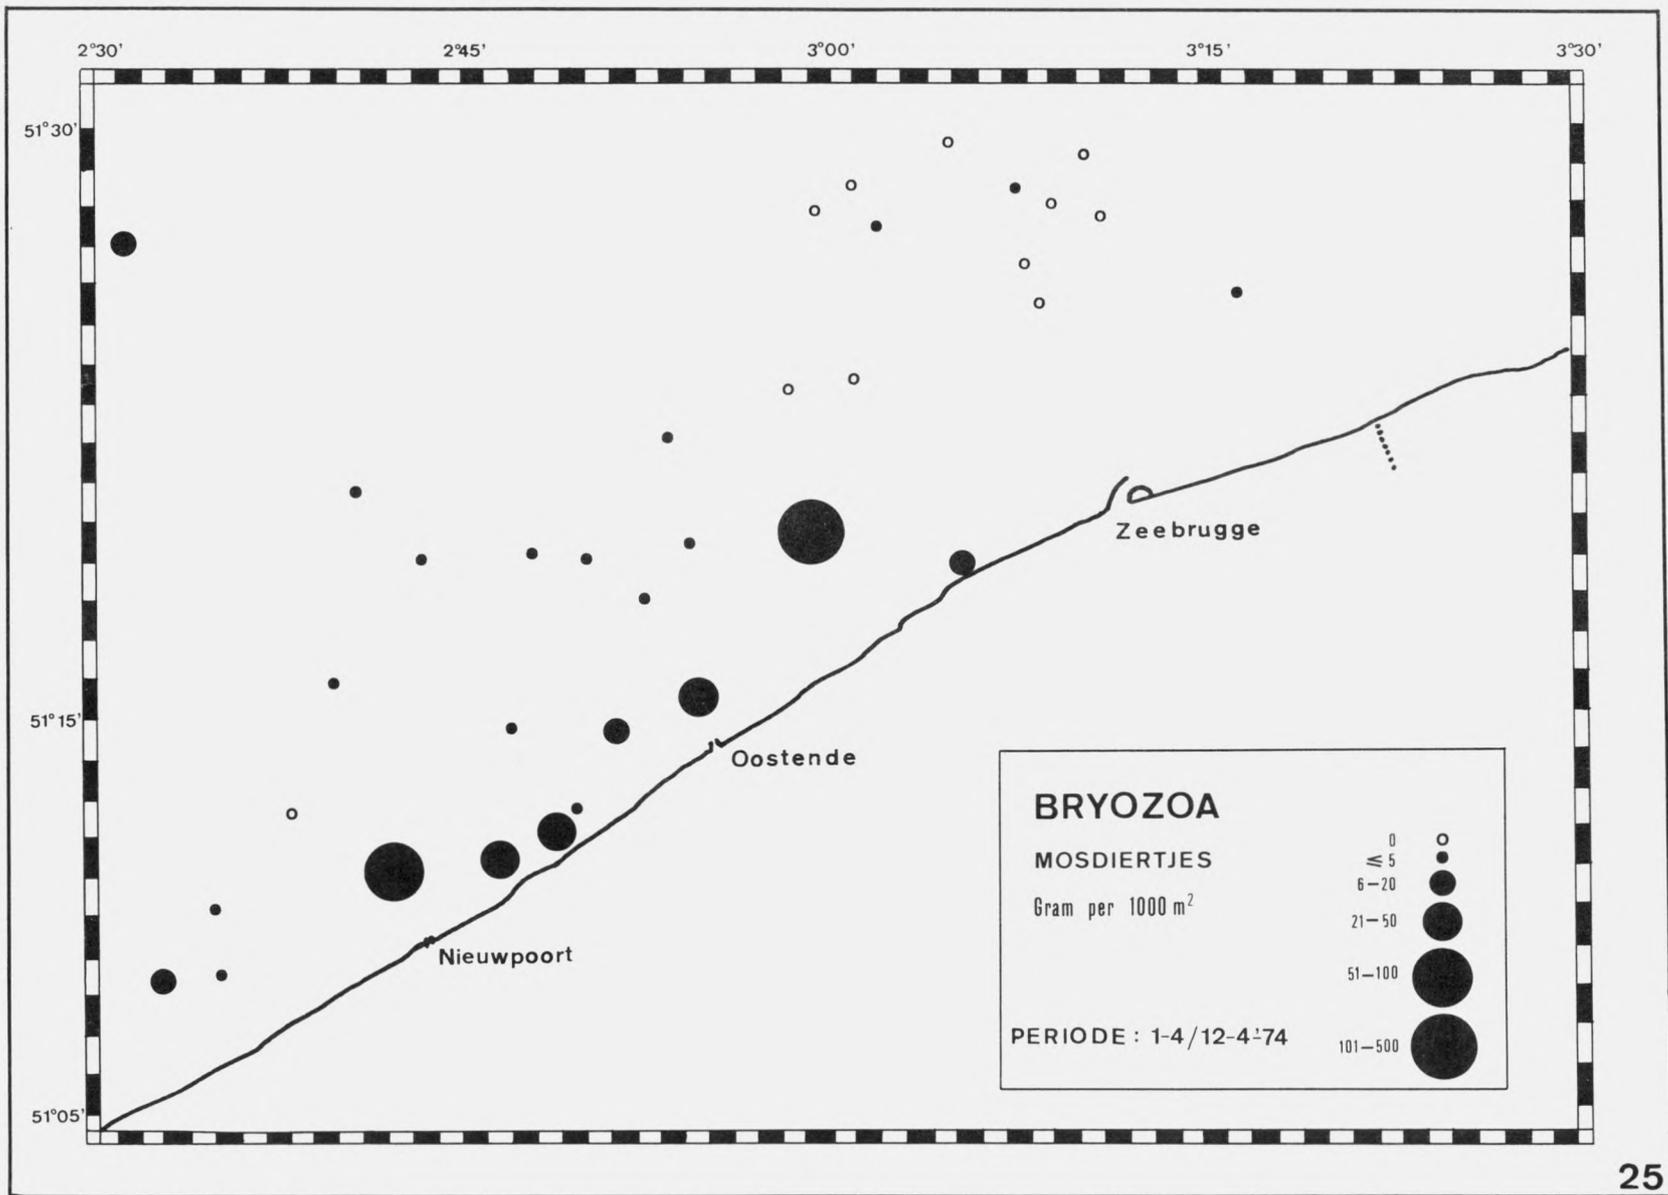 2°30' 2°45' 3°00' 3°15' 3°30'
51°30'
51°15'
51°05'
Zeebrugge
Oostende
Nieuwpoort
BRYOZOA
MOSDIERTJES
Gram per 1000 m²
0
⩽ 5
6–20
21–50
51–100
101–500
PERIODE : 1-4/12-4-'74
25